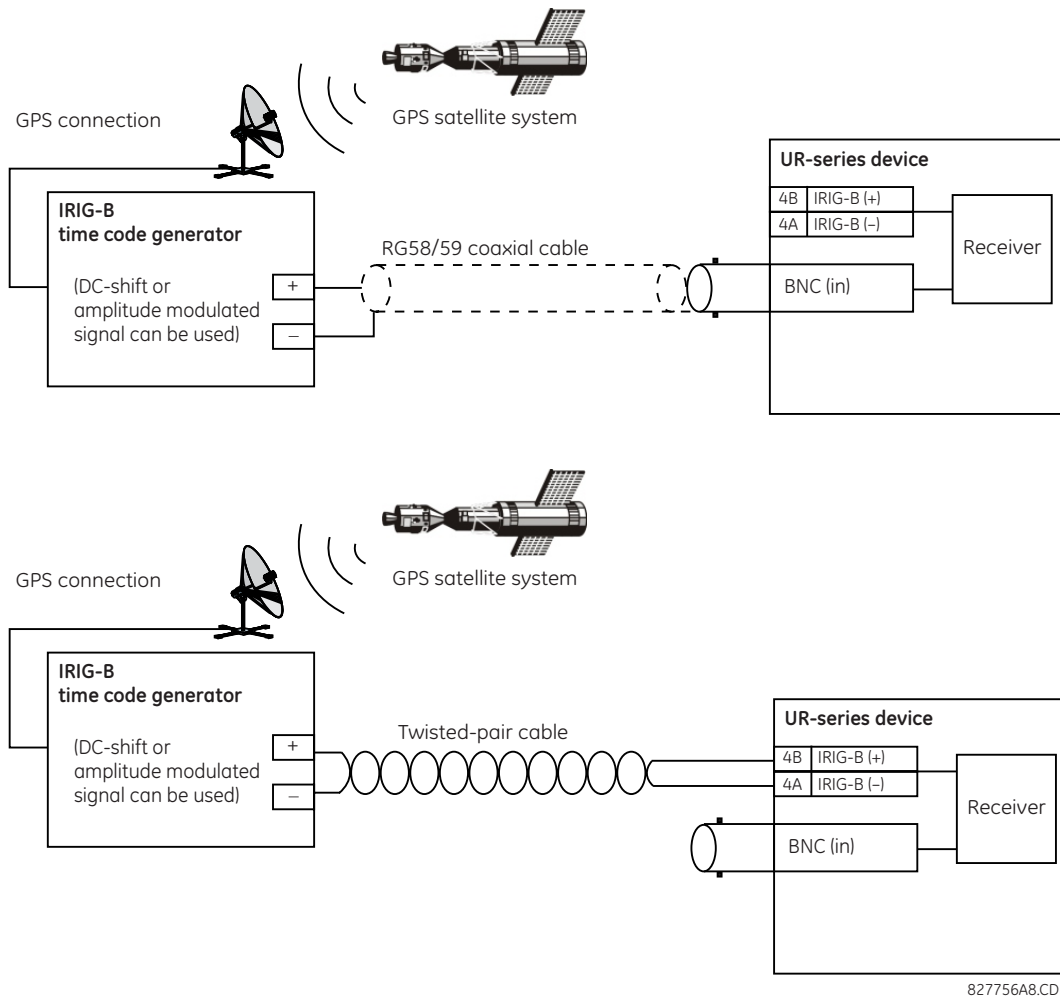 GPS connection
GPS satellite system
IRIG-B
time code generator
(DC-shift or
amplitude modulated
signal can be used)
+
–
RG58/59 coaxial cable
UR-series device
4B IRIG-B (+)
4A IRIG-B (–)
BNC (in)
Receiver
GPS connection
GPS satellite system
IRIG-B
time code generator
(DC-shift or
amplitude modulated
signal can be used)
+
–
Twisted-pair cable
UR-series device
4B IRIG-B (+)
4A IRIG-B (–)
BNC (in)
Receiver
827756A8.CD